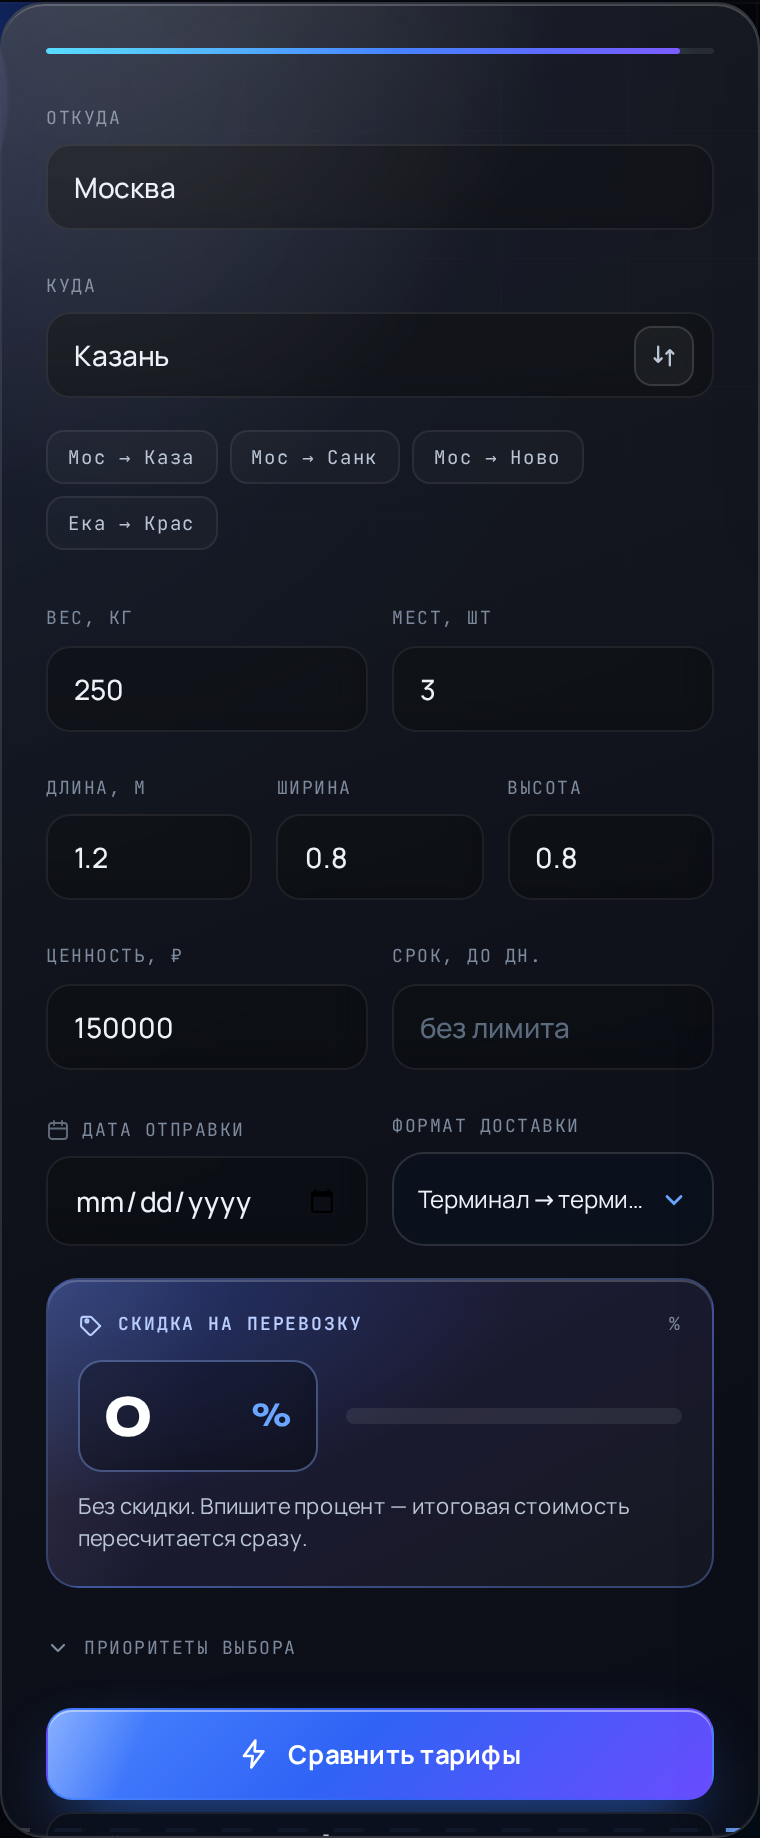 ОТКУДА
Москва
КУДА
Казань
Мос → Каза
Мос → Санк
Мос → Ново
Ека → Крас
ВЕС, КГ
МЕСТ, ШТ
250
3
ДЛИНА, М
ШИРИНА
ВЫСОТА
1.2
0.8
0.8
ЦЕННОСТЬ, ₽
СРОК, ДО ДН.
150000
без лимита
ДАТА ОТПРАВКИ
ФОРМАТ ДОСТАВКИ
mm/dd/yyyy
Терминал → терми...
СКИДКА НА ПЕРЕВОЗКУ
%
0
%
Без скидки. Впишите процент — итоговая стоимость
пересчитается сразу.
ПРИОРИТЕТЫ ВЫБОРА
Сравнить тарифы